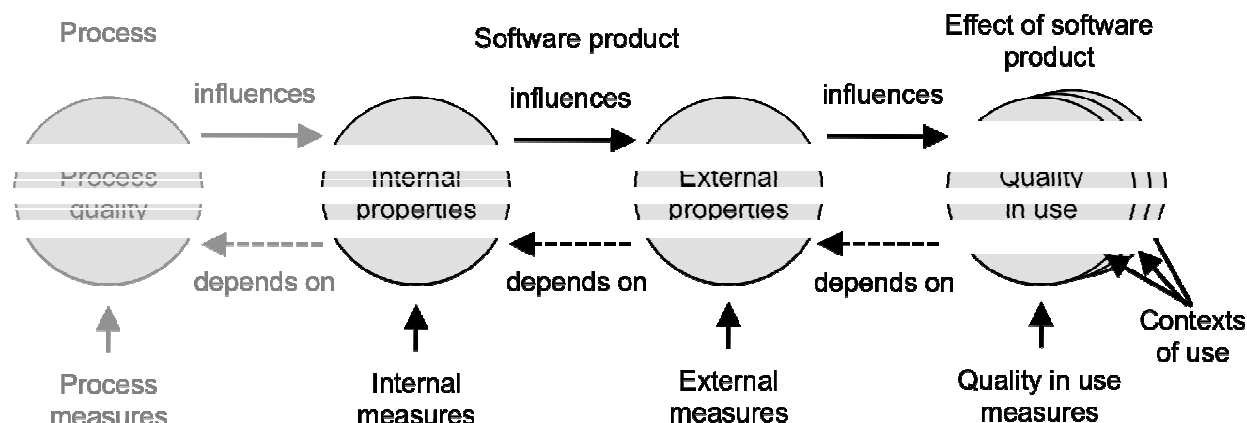 Process
Software product
Effect of software
product
influences
influences
influences
Process
quality
Internal
properties
External
properties
Quality
in use
depends on
depends on
depends on
Contexts
of use
Process
measures
Internal
measures
External
measures
Quality in use
measures